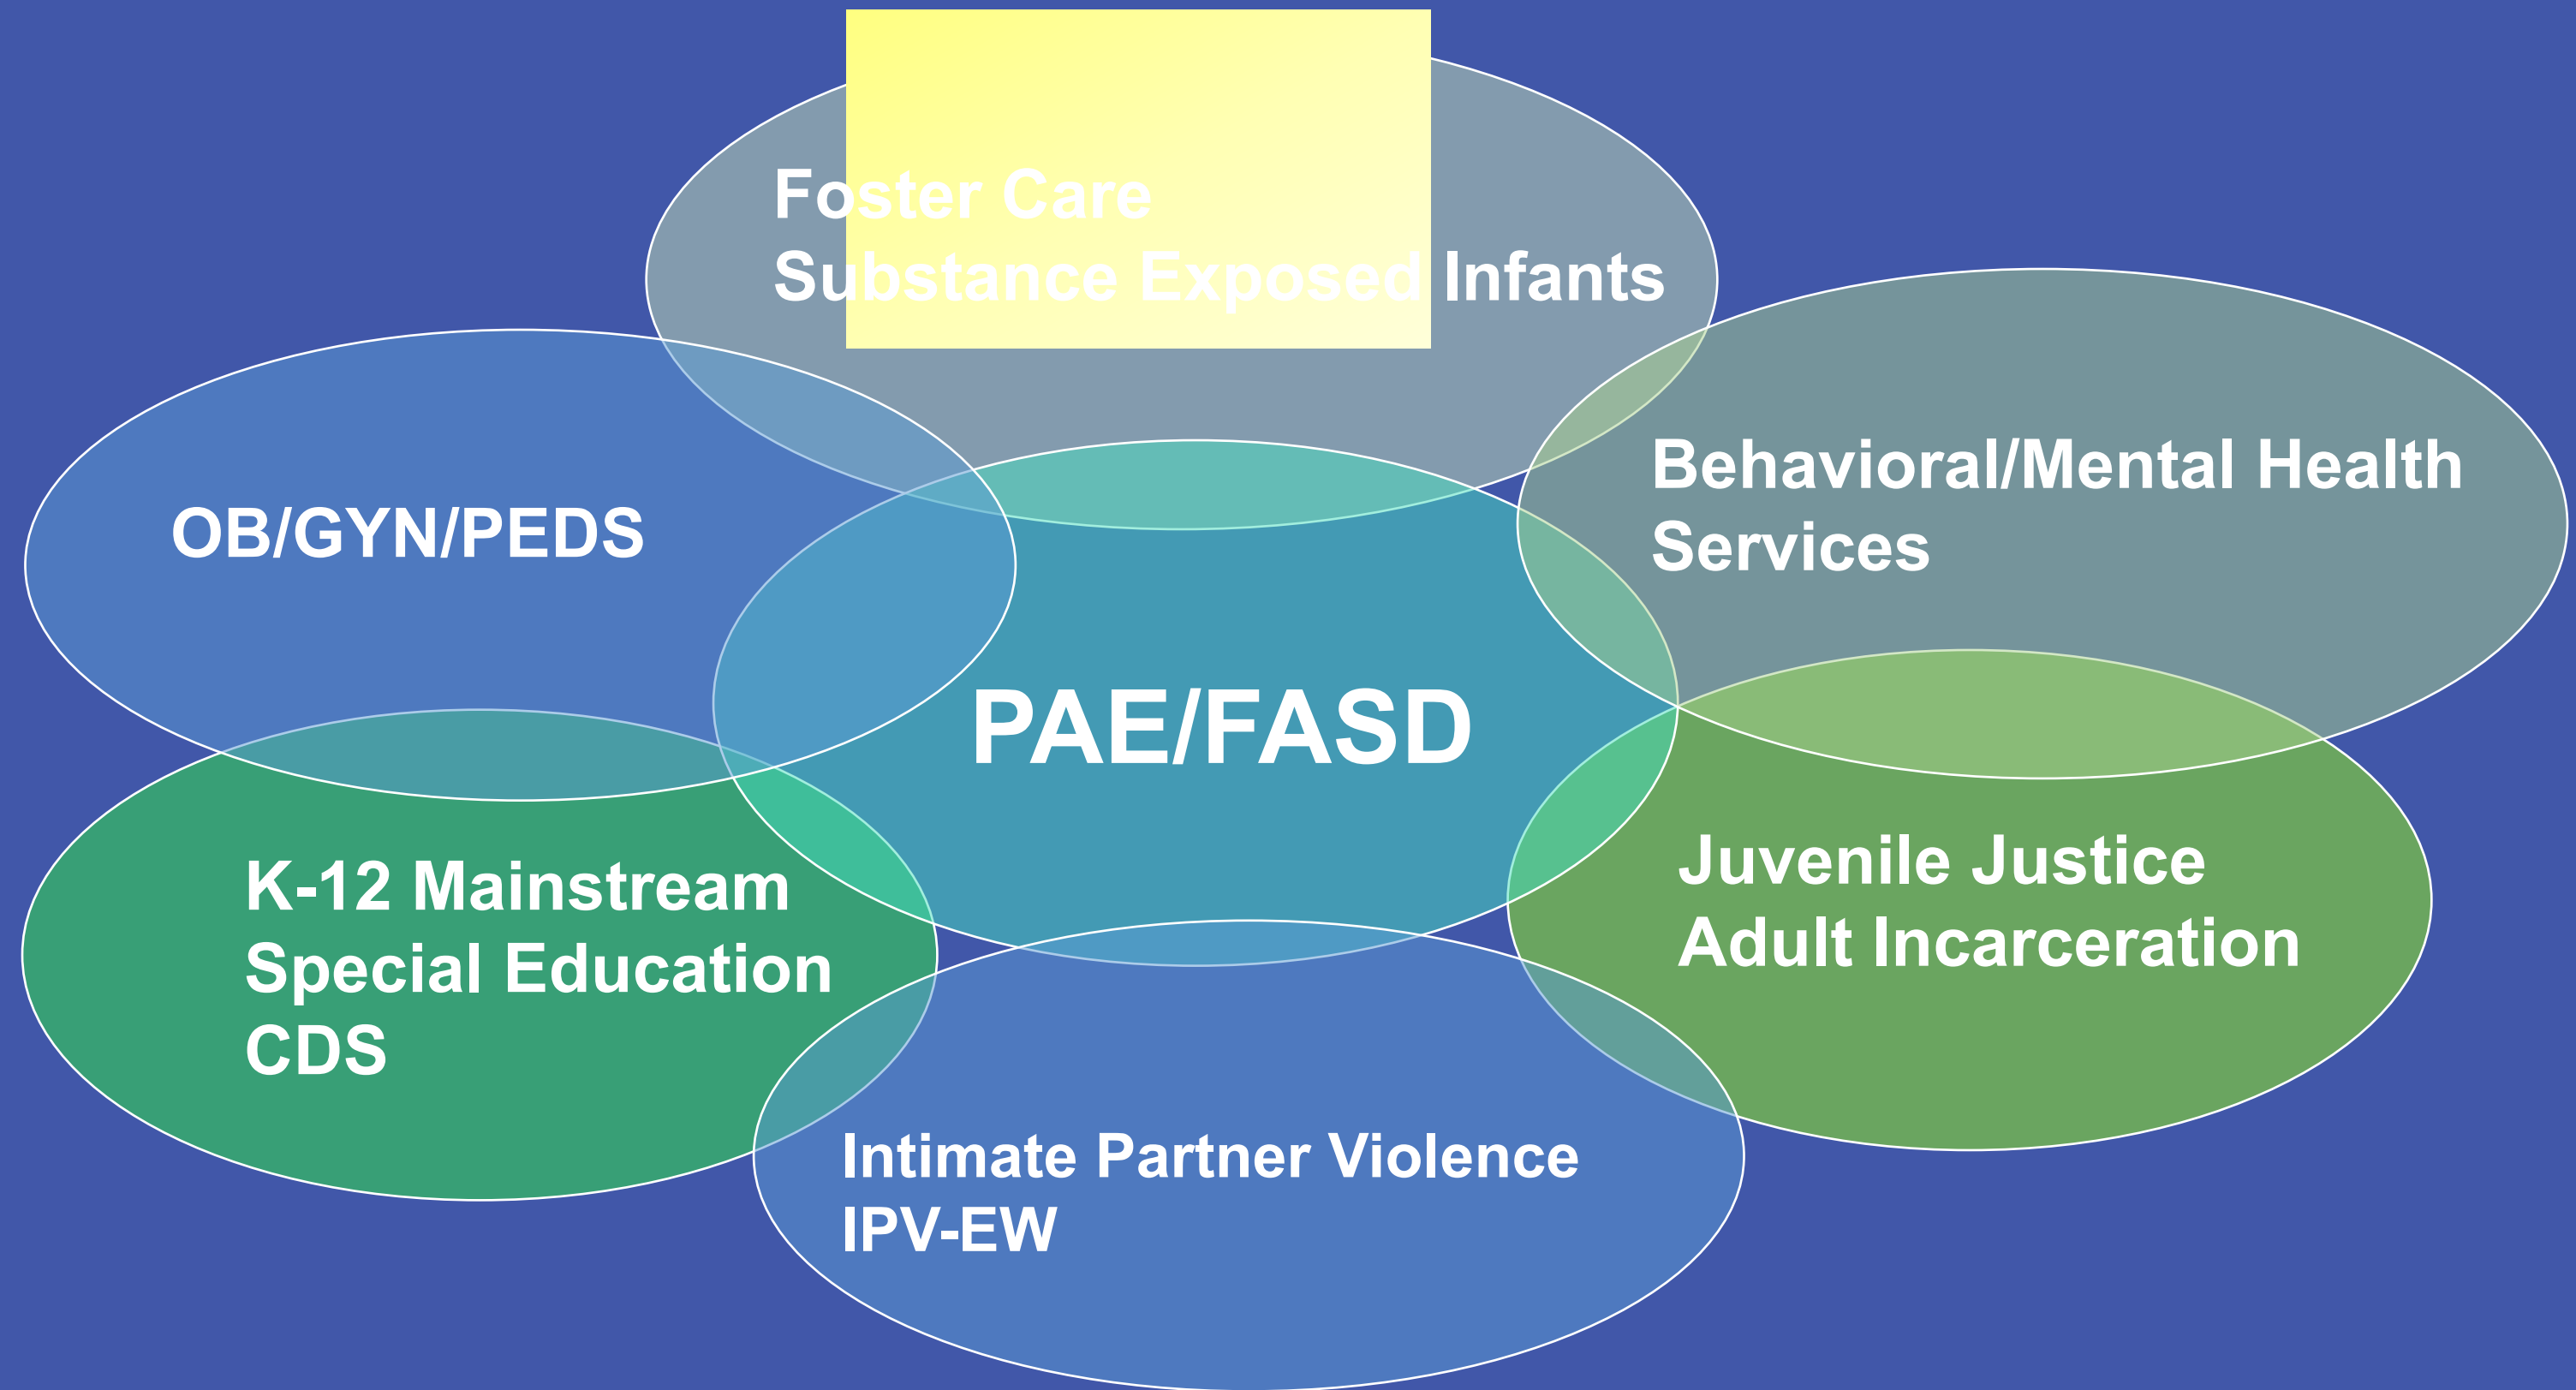 Foster Care
Substance Exposed Infants
Behavioral/Mental Health
Services
OB/GYN/PEDS
PAE/FASD
Juvenile Justice
Adult Incarceration
K-12 Mainstream
Special Education
CDS
Intimate Partner Violence
IPV-EW